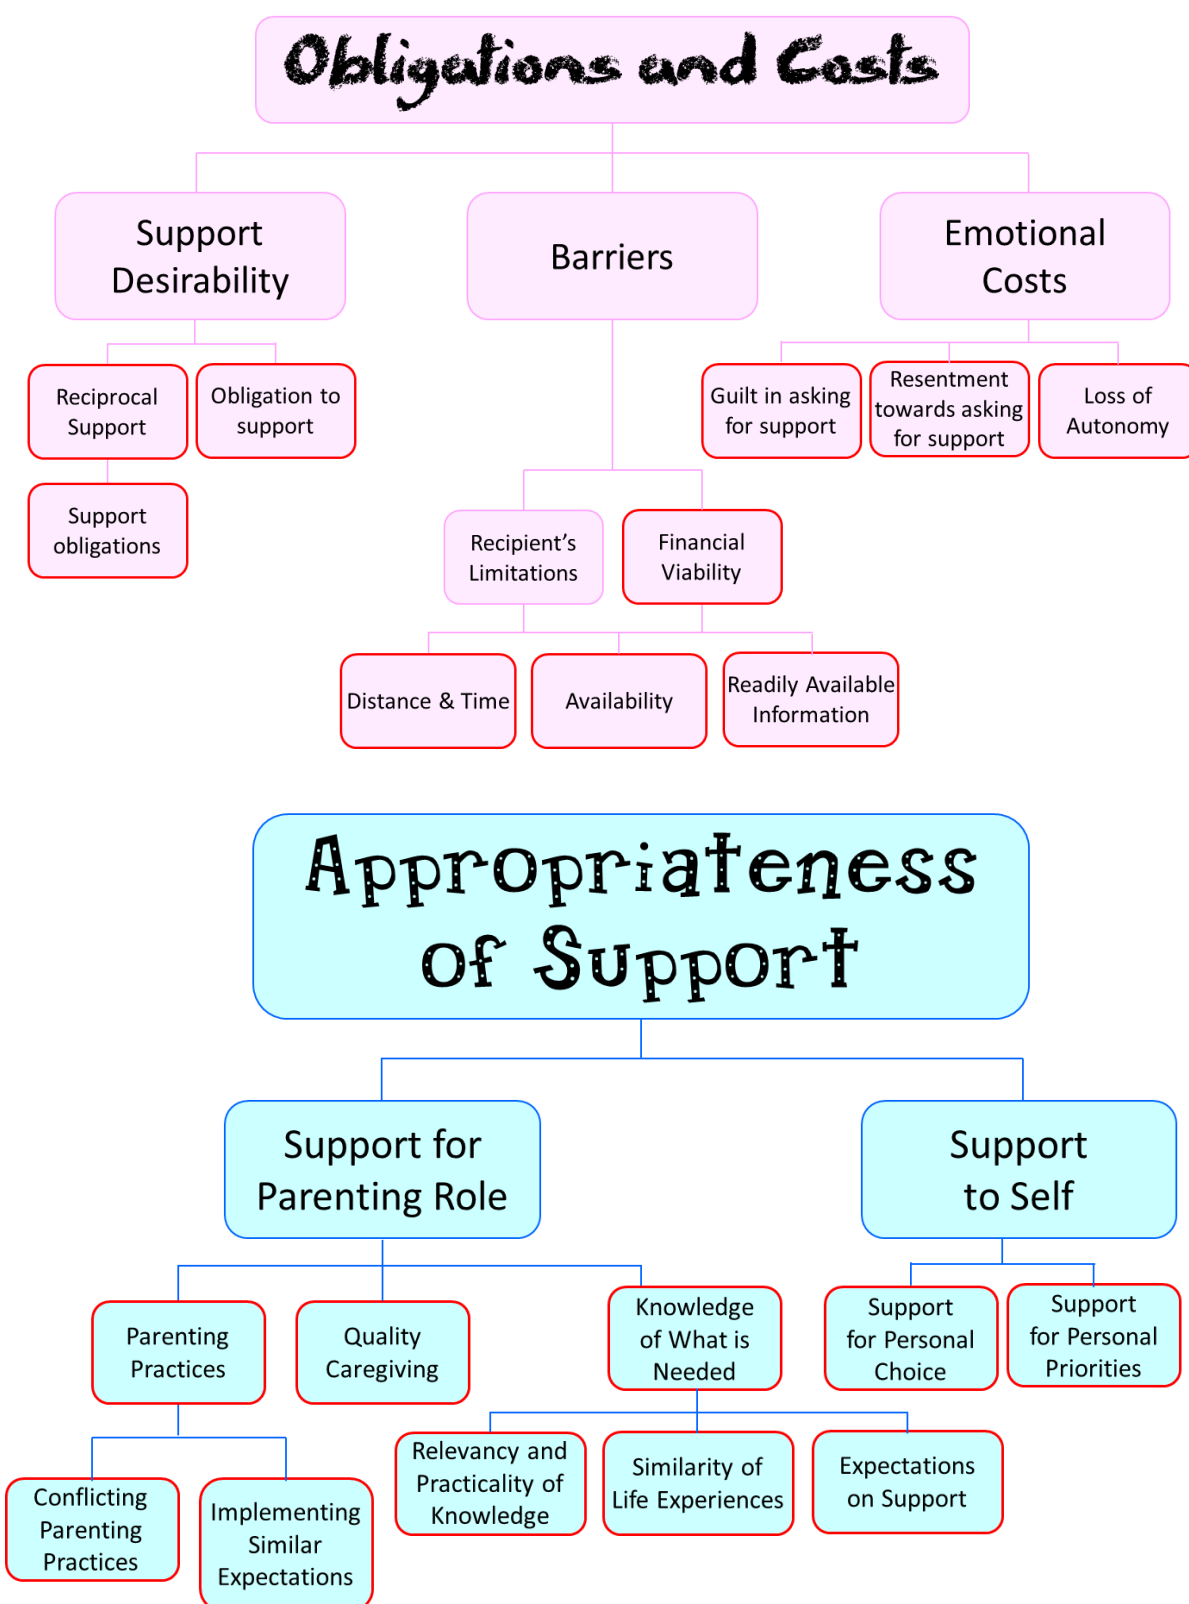 Obligations and Costs
Support
Desirability
Barriers
Emotional
Costs
Reciprocal
Support
Obligation to
support
Guilt in asking
for support
Resentment
towards asking
for support
Loss of
Autonomy
Support
obligations
Recipient’s
Limitations
Financial
Viability
Distance & Time
Availability
Readily Available
Information
Appropriateness
of Support
Support for
Parenting Role
Support
to Self
Parenting
Practices
Quality
Caregiving
Knowledge
of What is
Needed
Support
for Personal
Choice
Support
for Personal
Priorities
Conflicting
Parenting
Practices
Implementing
Similar
Expectations
Relevancy and
Practicality of
Knowledge
Similarity of
Life Experiences
Expectations
on Support